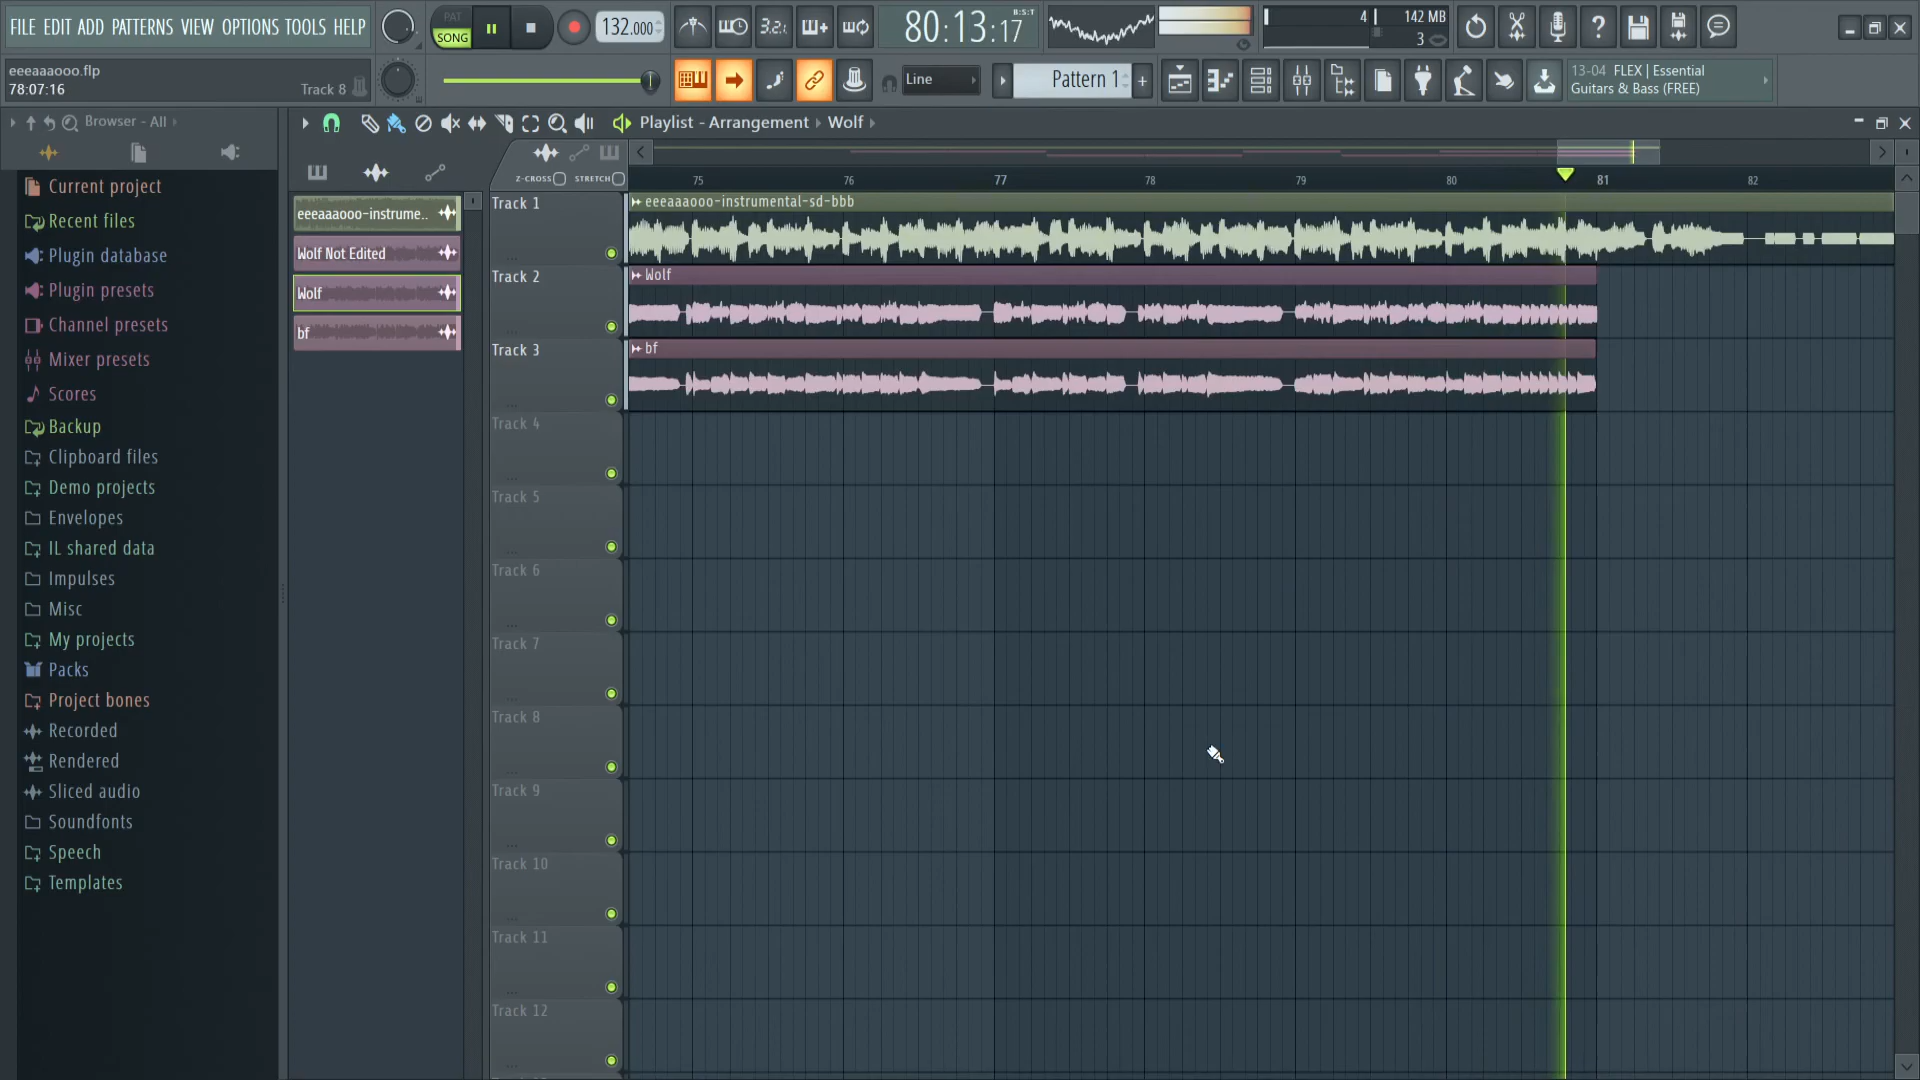 FILE EDIT ADD PATTERNS VIEW OPTIONS TOOLS HELP
PAT
SONG
132.000
3.2.
80:13:17
B:S:T
4
142 MB
3
eeeaaaooo.flp
78:07:16
Track 8
Line
Pattern 1
13-04 FLEX | Essential
Guitars & Bass (FREE)
Browser - All
Playlist - Arrangement
Wolf
Current project
Recent files
Plugin database
Plugin presets
Channel presets
Mixer presets
Scores
Backup
Clipboard files
Demo projects
Envelopes
IL shared data
Impulses
Misc
My projects
Packs
Project bones
Recorded
Rendered
Sliced audio
Soundfonts
Speech
Templates
eeeaaaooo-instrume..
Wolf Not Edited
Wolf
bf
Z-CROSS
STRETCH
75 76 77 78 79 80 81 82
Track 1
eeeaaaooo-instrumental-sd-bbb
Track 2
Wolf
Track 3
bf
Track 4
Track 5
Track 6
Track 7
Track 8
Track 9
Track 10
Track 11
Track 12